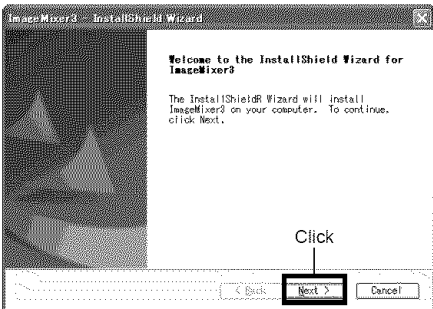 ImageMixer3 - InstallShield Wizard
Welcome to the InstallShield Wizard for
ImageMixer3
The InstallShieldR Wizard will install
ImageMixer3 on your computer. To continue,
click Next.
Click
< Back
Next >
Cancel